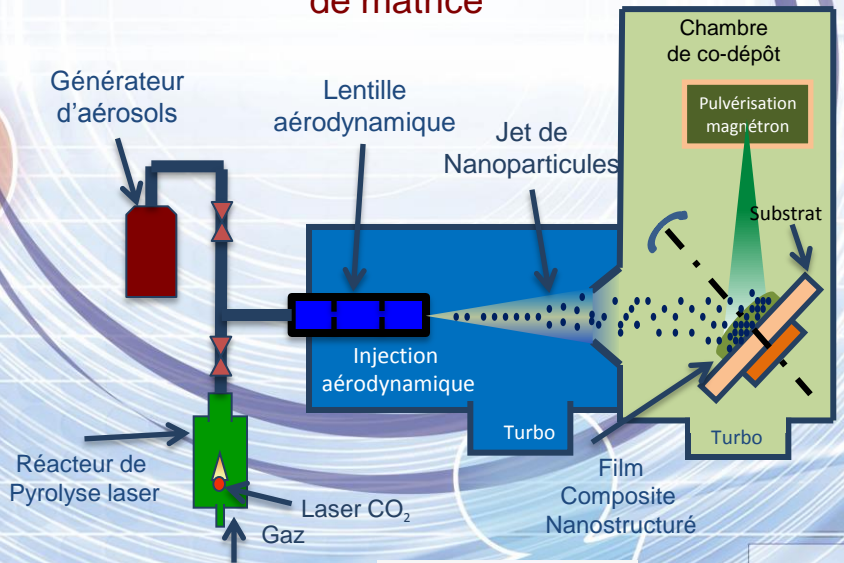 de matrice
Chambre
de co-dépôt
Générateur
d'aérosols
Lentille
aérodynamique
Jet de
Nanoparticules
Pulvérisation
magnétron
Substrat
Injection
aérodynamique
Turbo
Turbo
Réacteur de
Pyrolyse laser
Laser CO₂
Gaz
Film
Composite
Nanostructuré